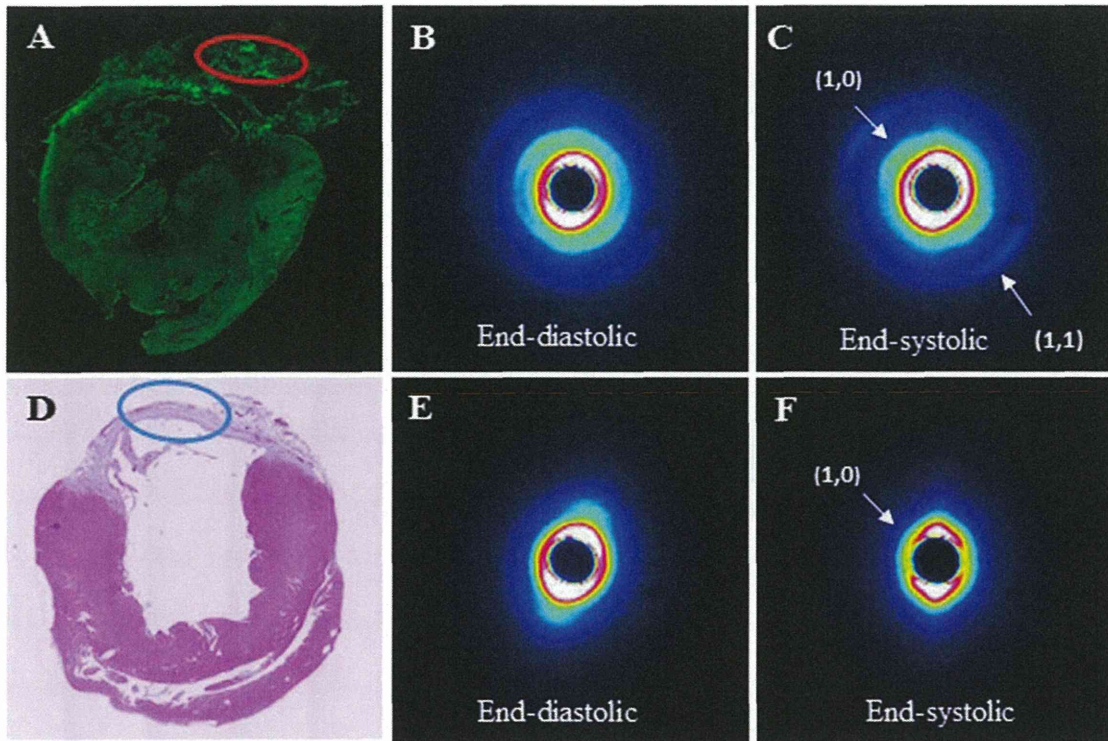 A
B
C
(1,0)
End-diastolic
End-systolic
(1,1)
D
E
F
(1,0)
End-diastolic
End-systolic